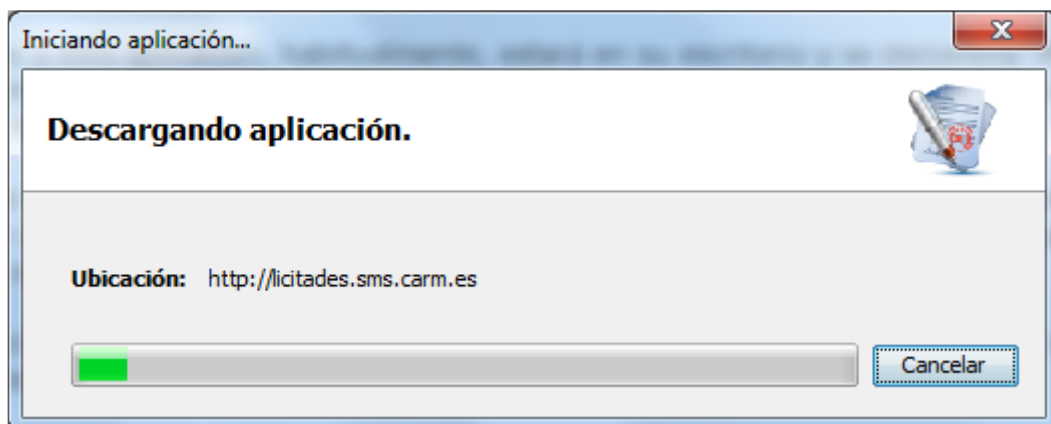 Iniciando aplicación...
Descargando aplicación.
Ubicación: http://licitades.sms.carm.es
Cancelar